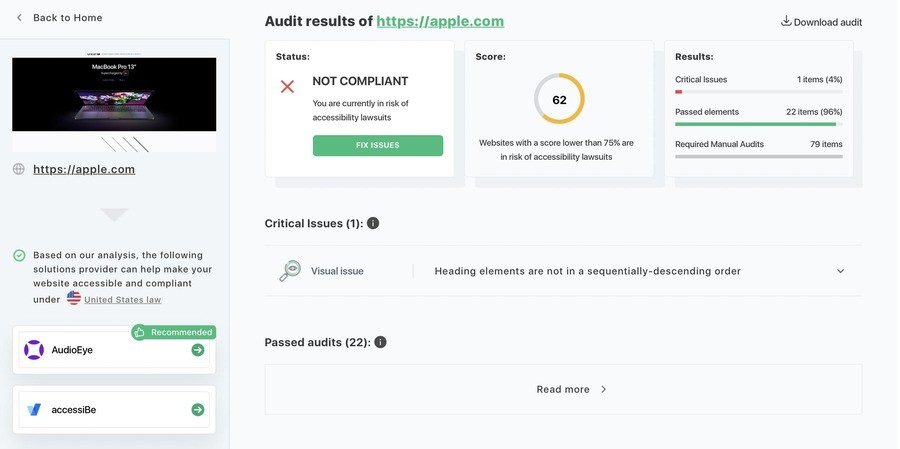 Back to Home
MacBook Pro 13"
https://apple.com
Based on our analysis, the following
solutions provider can help make your
website accessible and compliant
under United States law
Recommended
AudioEye
accessiBe
Audit results of https://apple.com
Download audit
Status:
NOT COMPLIANT
You are currently in risk of
accessibility lawsuits
FIX ISSUES
Score:
62
Websites with a score lower than 75% are
in risk of accessibility lawsuits
Results:
Critical Issues 1 items (4%)
Passed elements 22 items (96%)
Required Manual Audits 79 items
Critical Issues (1):
Visual issue
Heading elements are not in a sequentially-descending order
Passed audits (22):
Read more